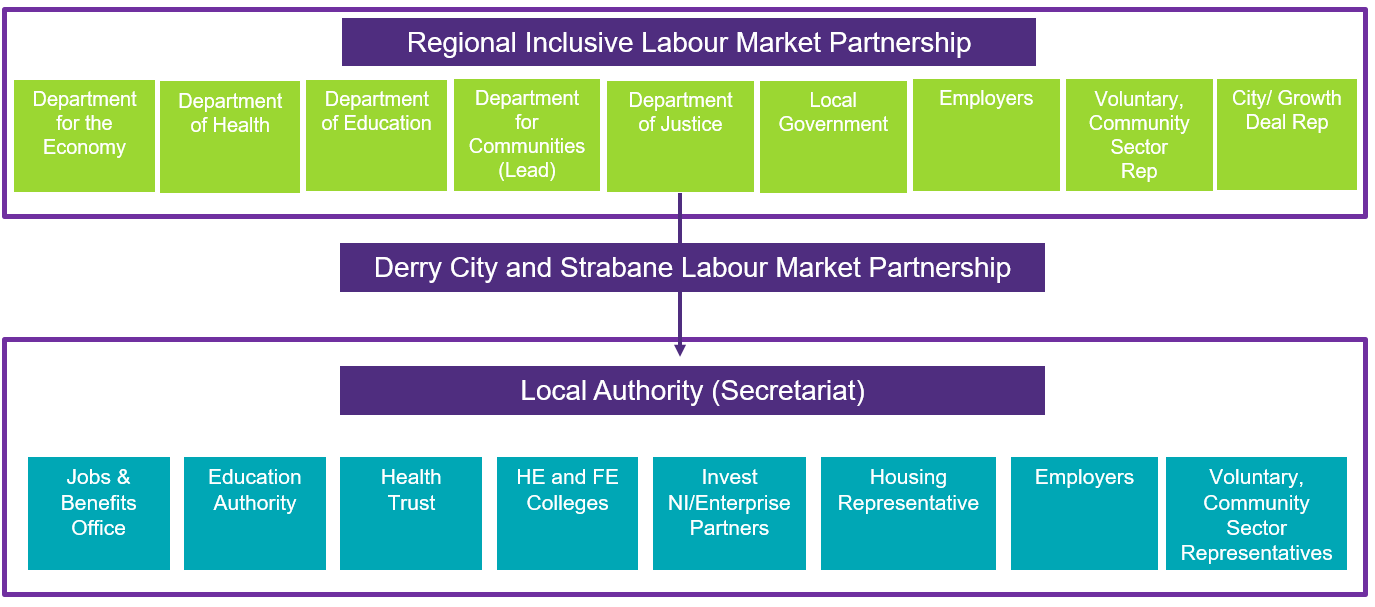 Regional Inclusive Labour Market Partnership
Department
for the
Economy
Department
of Health
Department
of Education
Department
for
Communities
(Lead)
Department
of Justice
Local
Government
Employers
Voluntary,
Community
Sector
Rep
City/ Growth
Deal Rep
Derry City and Strabane Labour Market Partnership
Local Authority (Secretariat)
Jobs &
Benefits
Office
Education
Authority
Health
Trust
HE and FE
Colleges
Invest
NI/Enterprise
Partners
Housing
Representative
Employers
Voluntary,
Community
Sector
Representatives